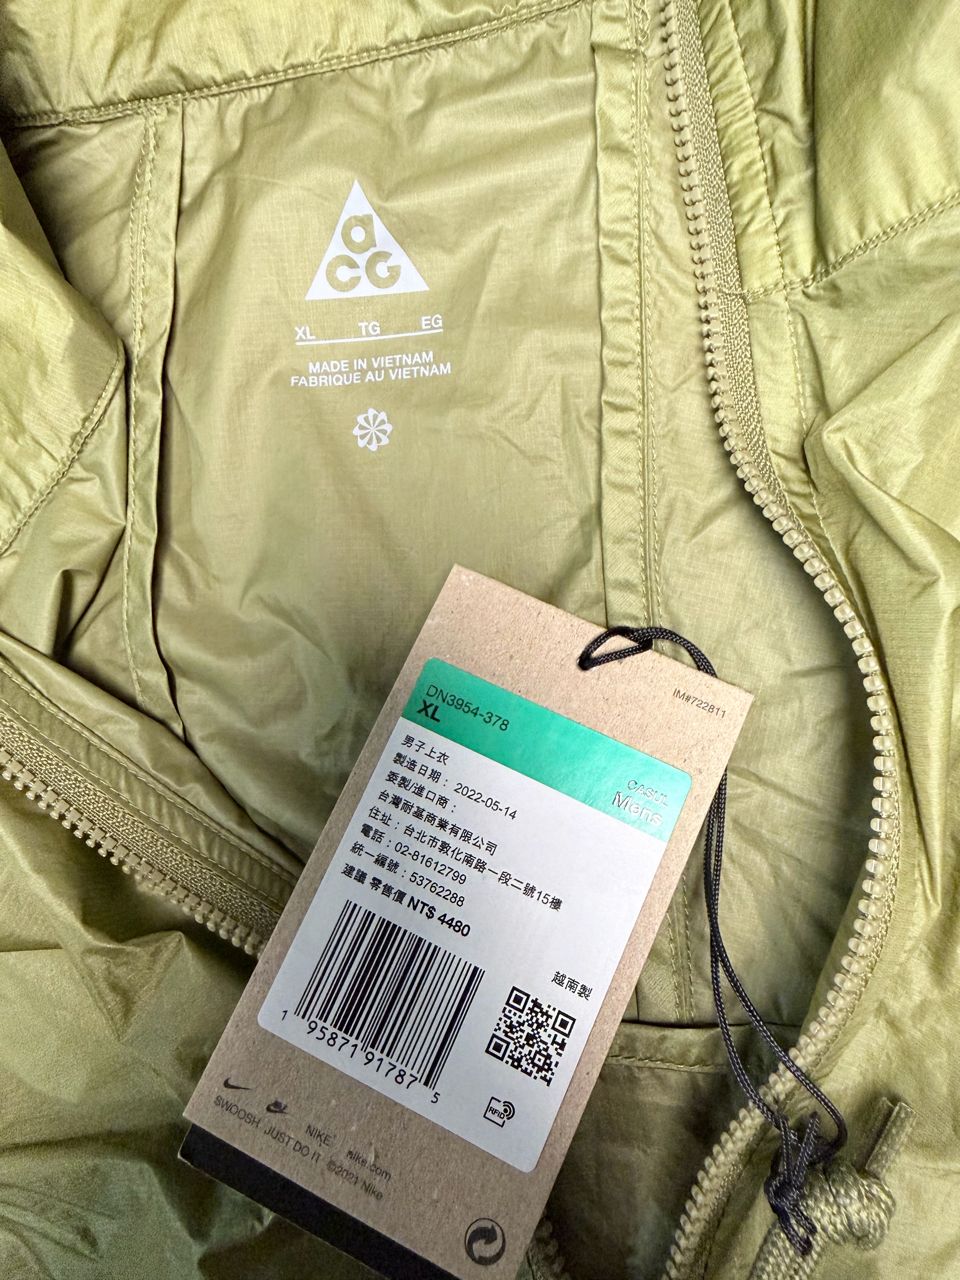 a
CG
XL TG EG
MADE IN VIETNAM
FABRIQUE AU VIETNAM
IM#722811
DN3954-378
XL
CASUL
Mens
男子上衣
製造日期：2022-05-14
委製/進口商：
台灣耐基商業有限公司
住址：台北市敦化南路一段二號15樓
電話：02-81612799
統一編號：53762288
建議 零售價 NT$ 4480
越南製
1 95871 91787 5
RFID
NIKE
SWOOSH JUST DO IT NIKE nike.com
©2021 Nike